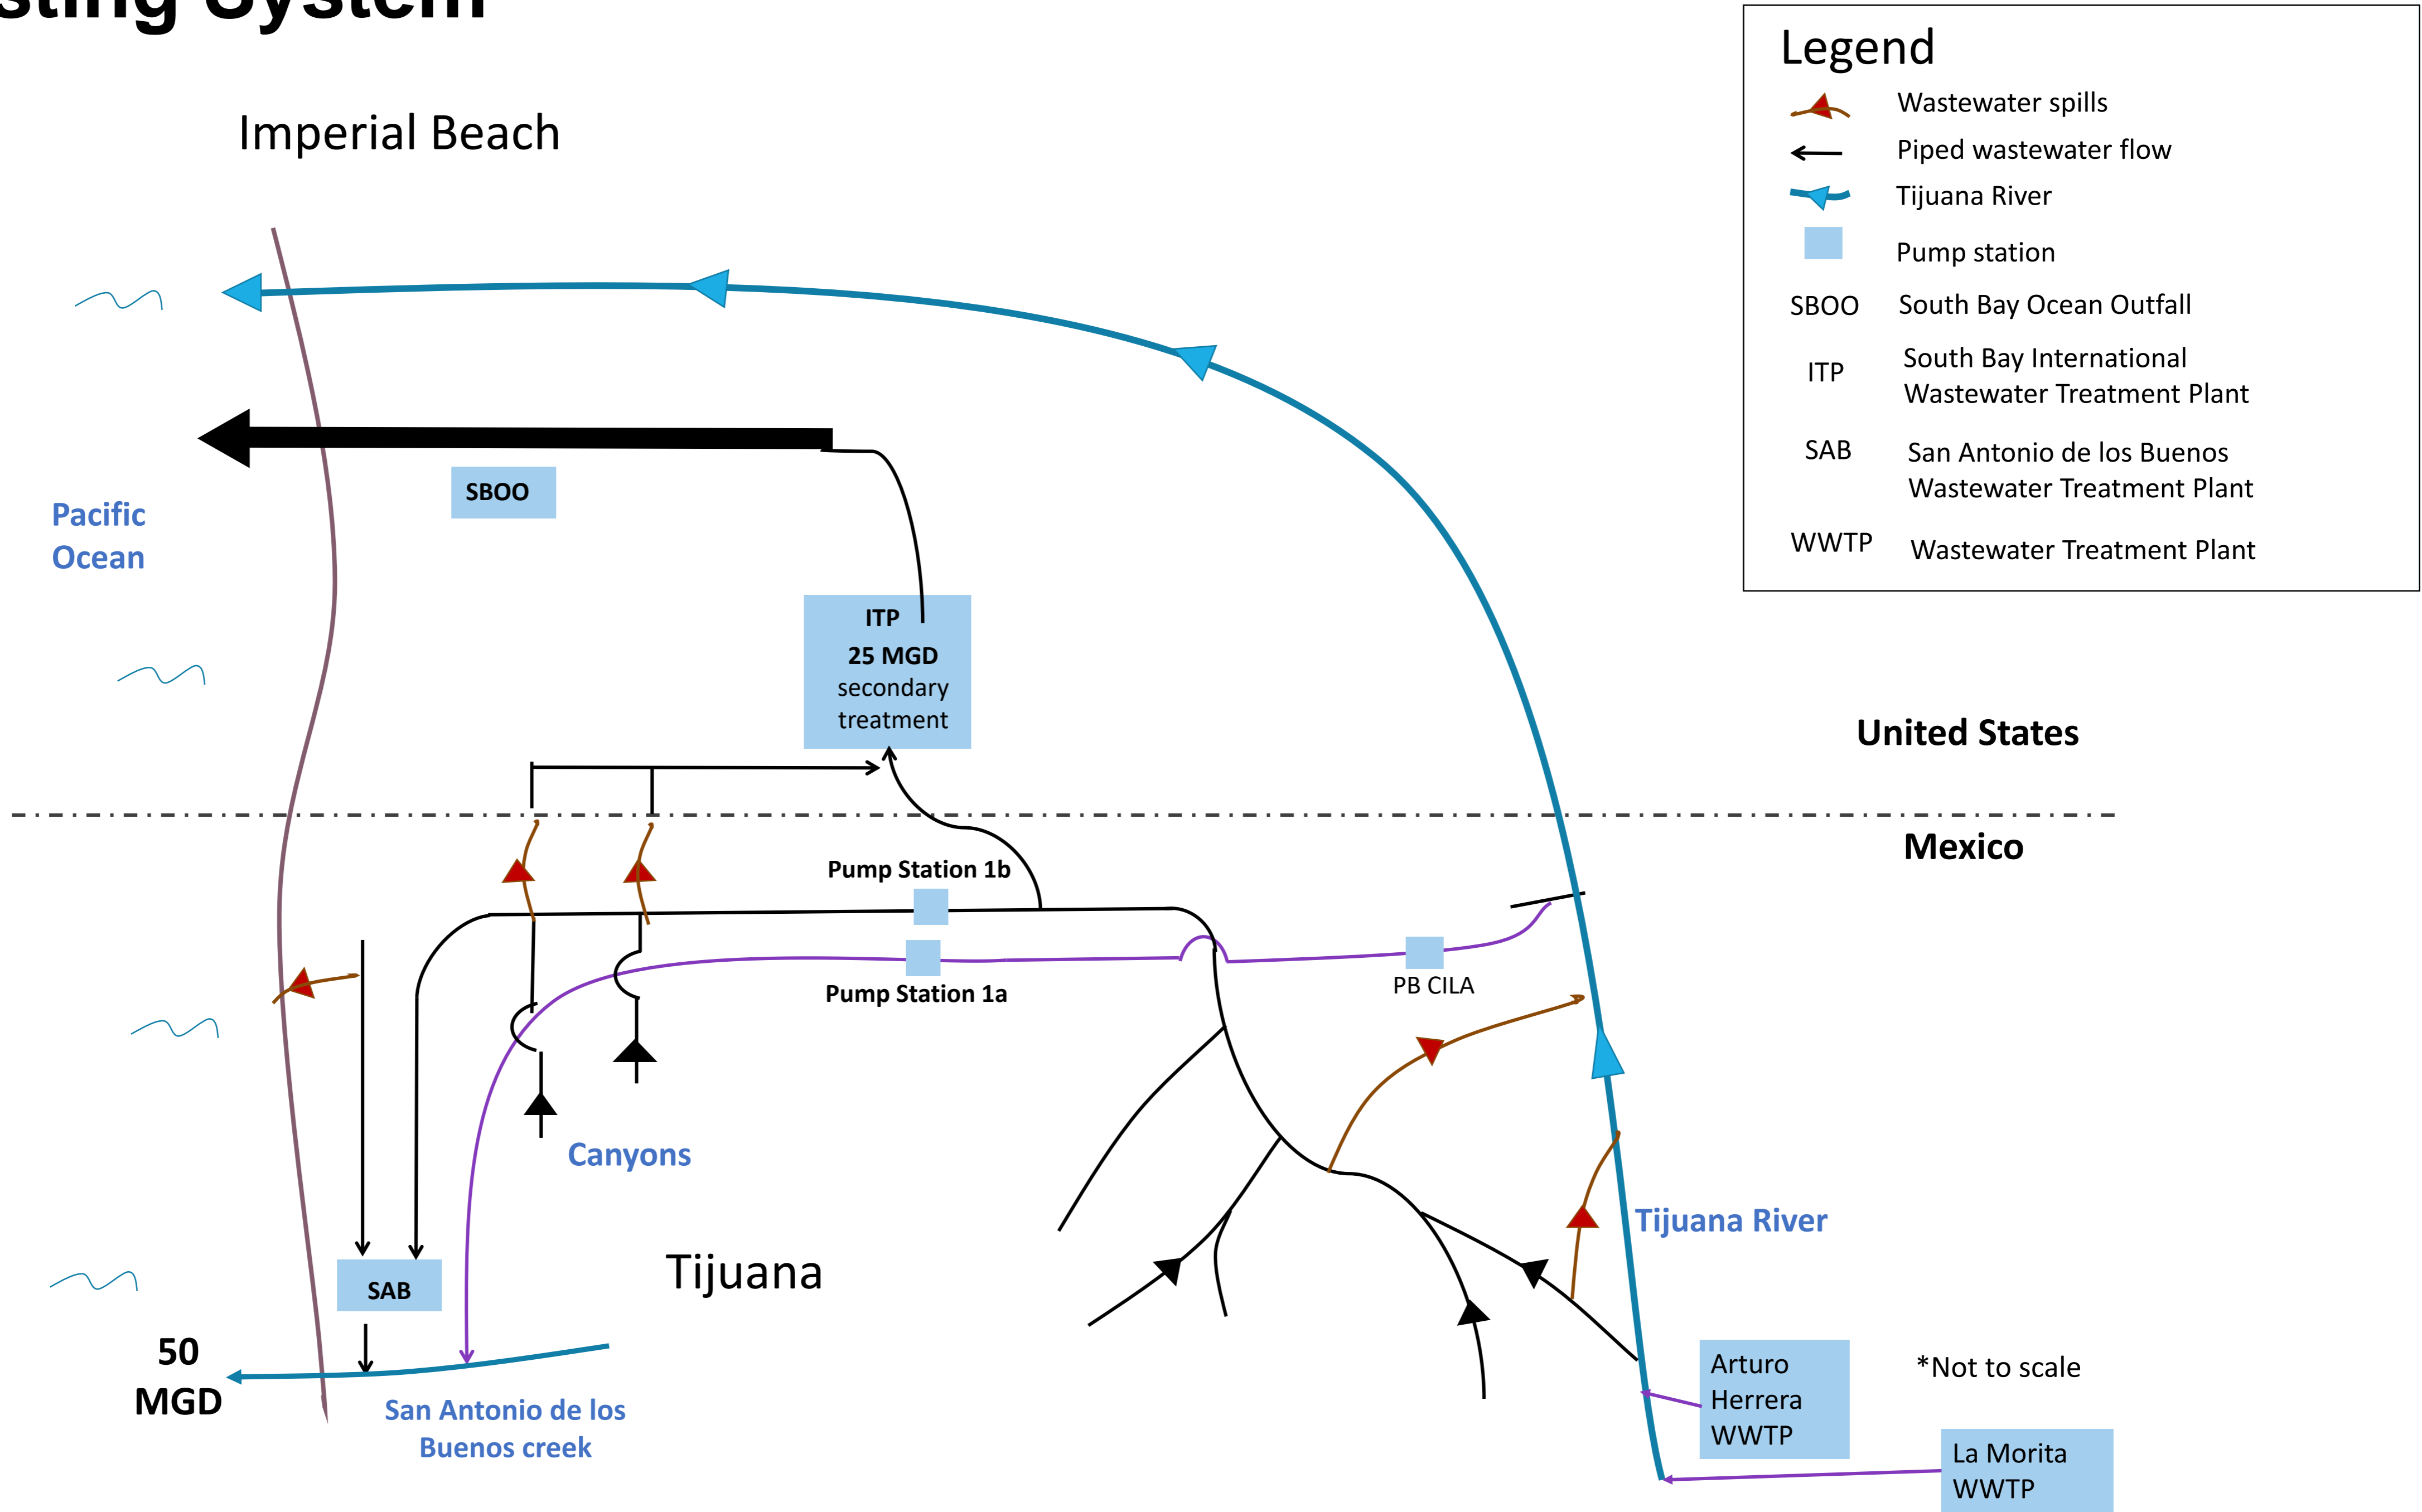 sting System
Imperial Beach
Legend
Wastewater spills
Piped wastewater flow
Tijuana River
Pump station
SBOO South Bay Ocean Outfall
ITP South Bay International
Wastewater Treatment Plant
SAB San Antonio de los Buenos
Wastewater Treatment Plant
WWTP Wastewater Treatment Plant
SBOO
Pacific
Ocean
ITP
25 MGD
secondary
treatment
United States
Mexico
Pump Station 1b
Pump Station 1a
PB CILA
Canyons
Tijuana River
Tijuana
SAB
50
MGD
San Antonio de los
Buenos creek
Arturo
Herrera
WWTP
*Not to scale
La Morita
WWTP